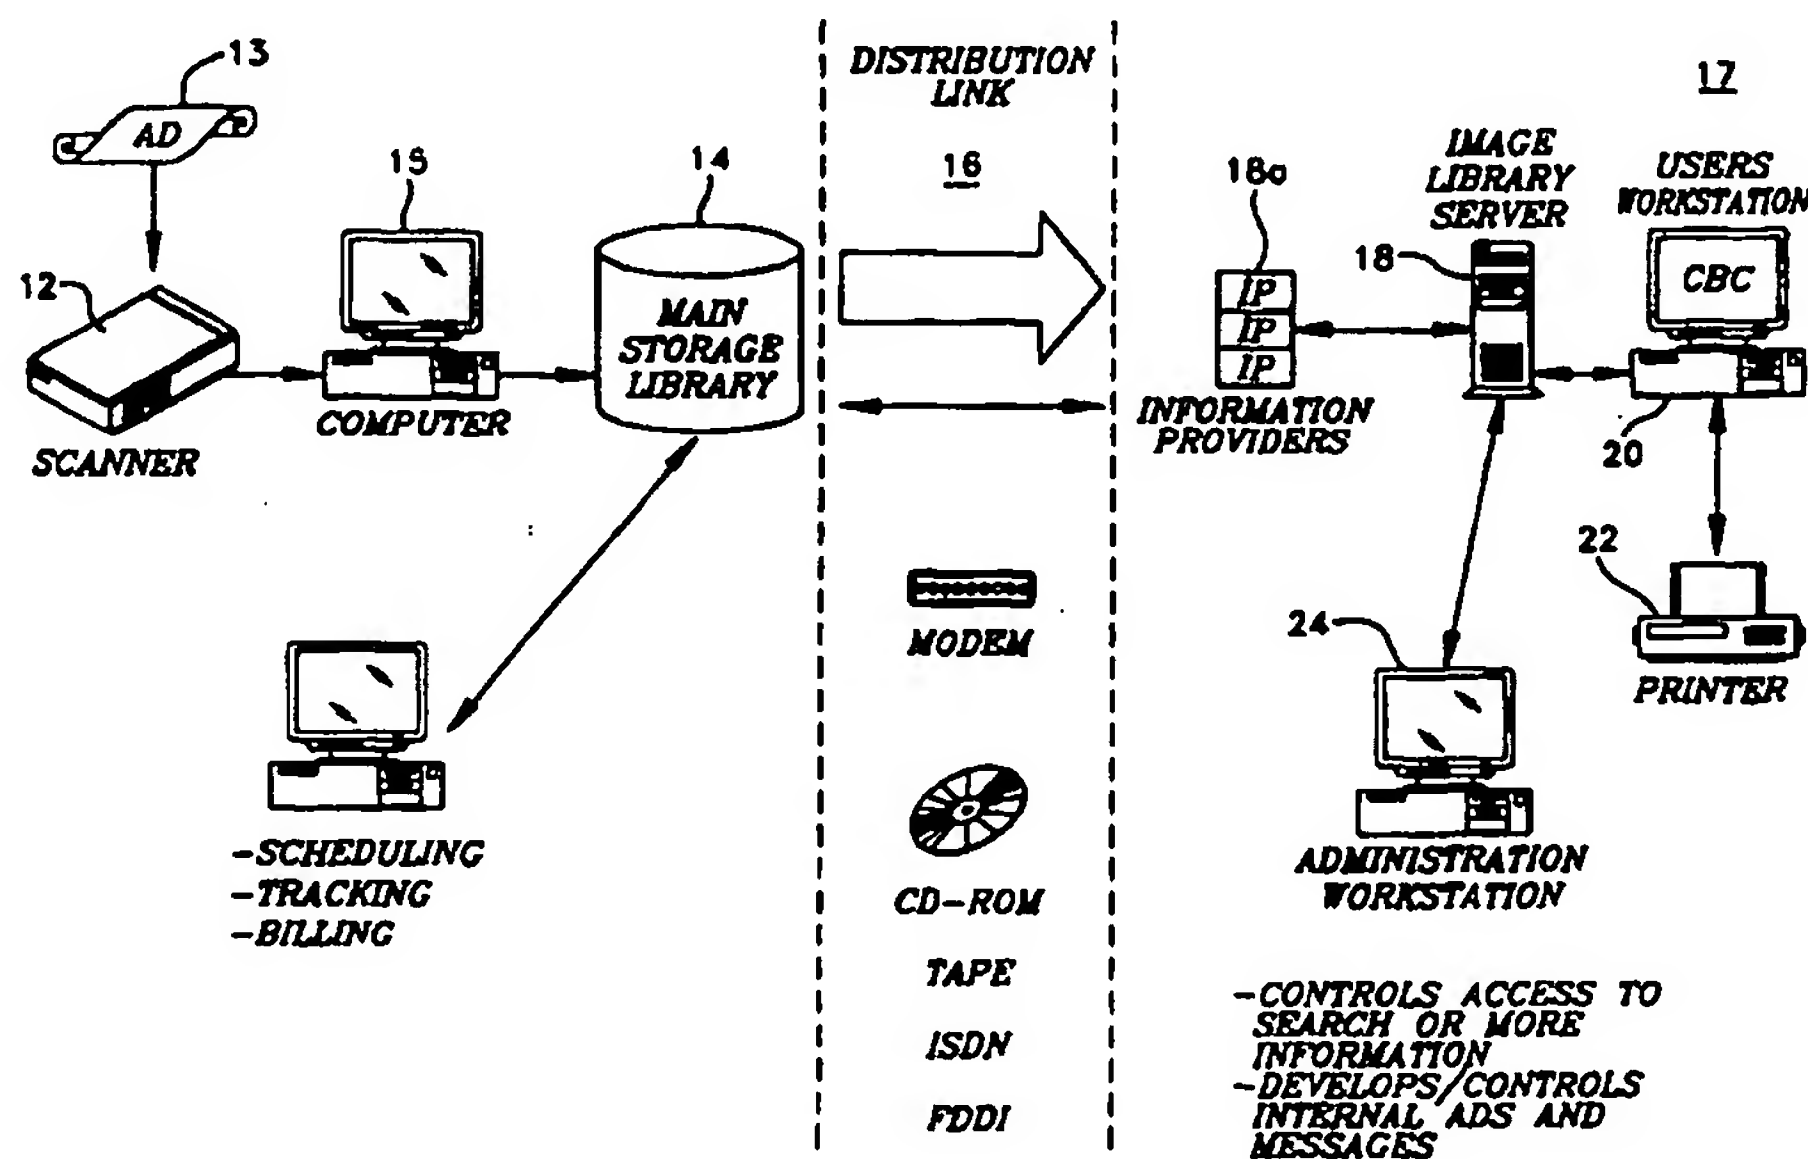 13
AD
12
SCANNER
15
COMPUTER
14
MAIN
STORAGE
LIBRARY
-SCHEDULING
-TRACKING
-BILLING
DISTRIBUTION
LINK
16
MODEM
CD-ROM
TAPE
ISDN
FDDI
17
18a
IP
IP
IP
INFORMATION
PROVIDERS
IMAGE
LIBRARY
SERVER
18
USERS
WORKSTATION
CBC
20
22
PRINTER
24
ADMINISTRATION
WORKSTATION
-CONTROLS ACCESS TO
SEARCH OR MORE
INFORMATION
-DEVELOPS/CONTROLS
INTERNAL ADS AND
MESSAGES